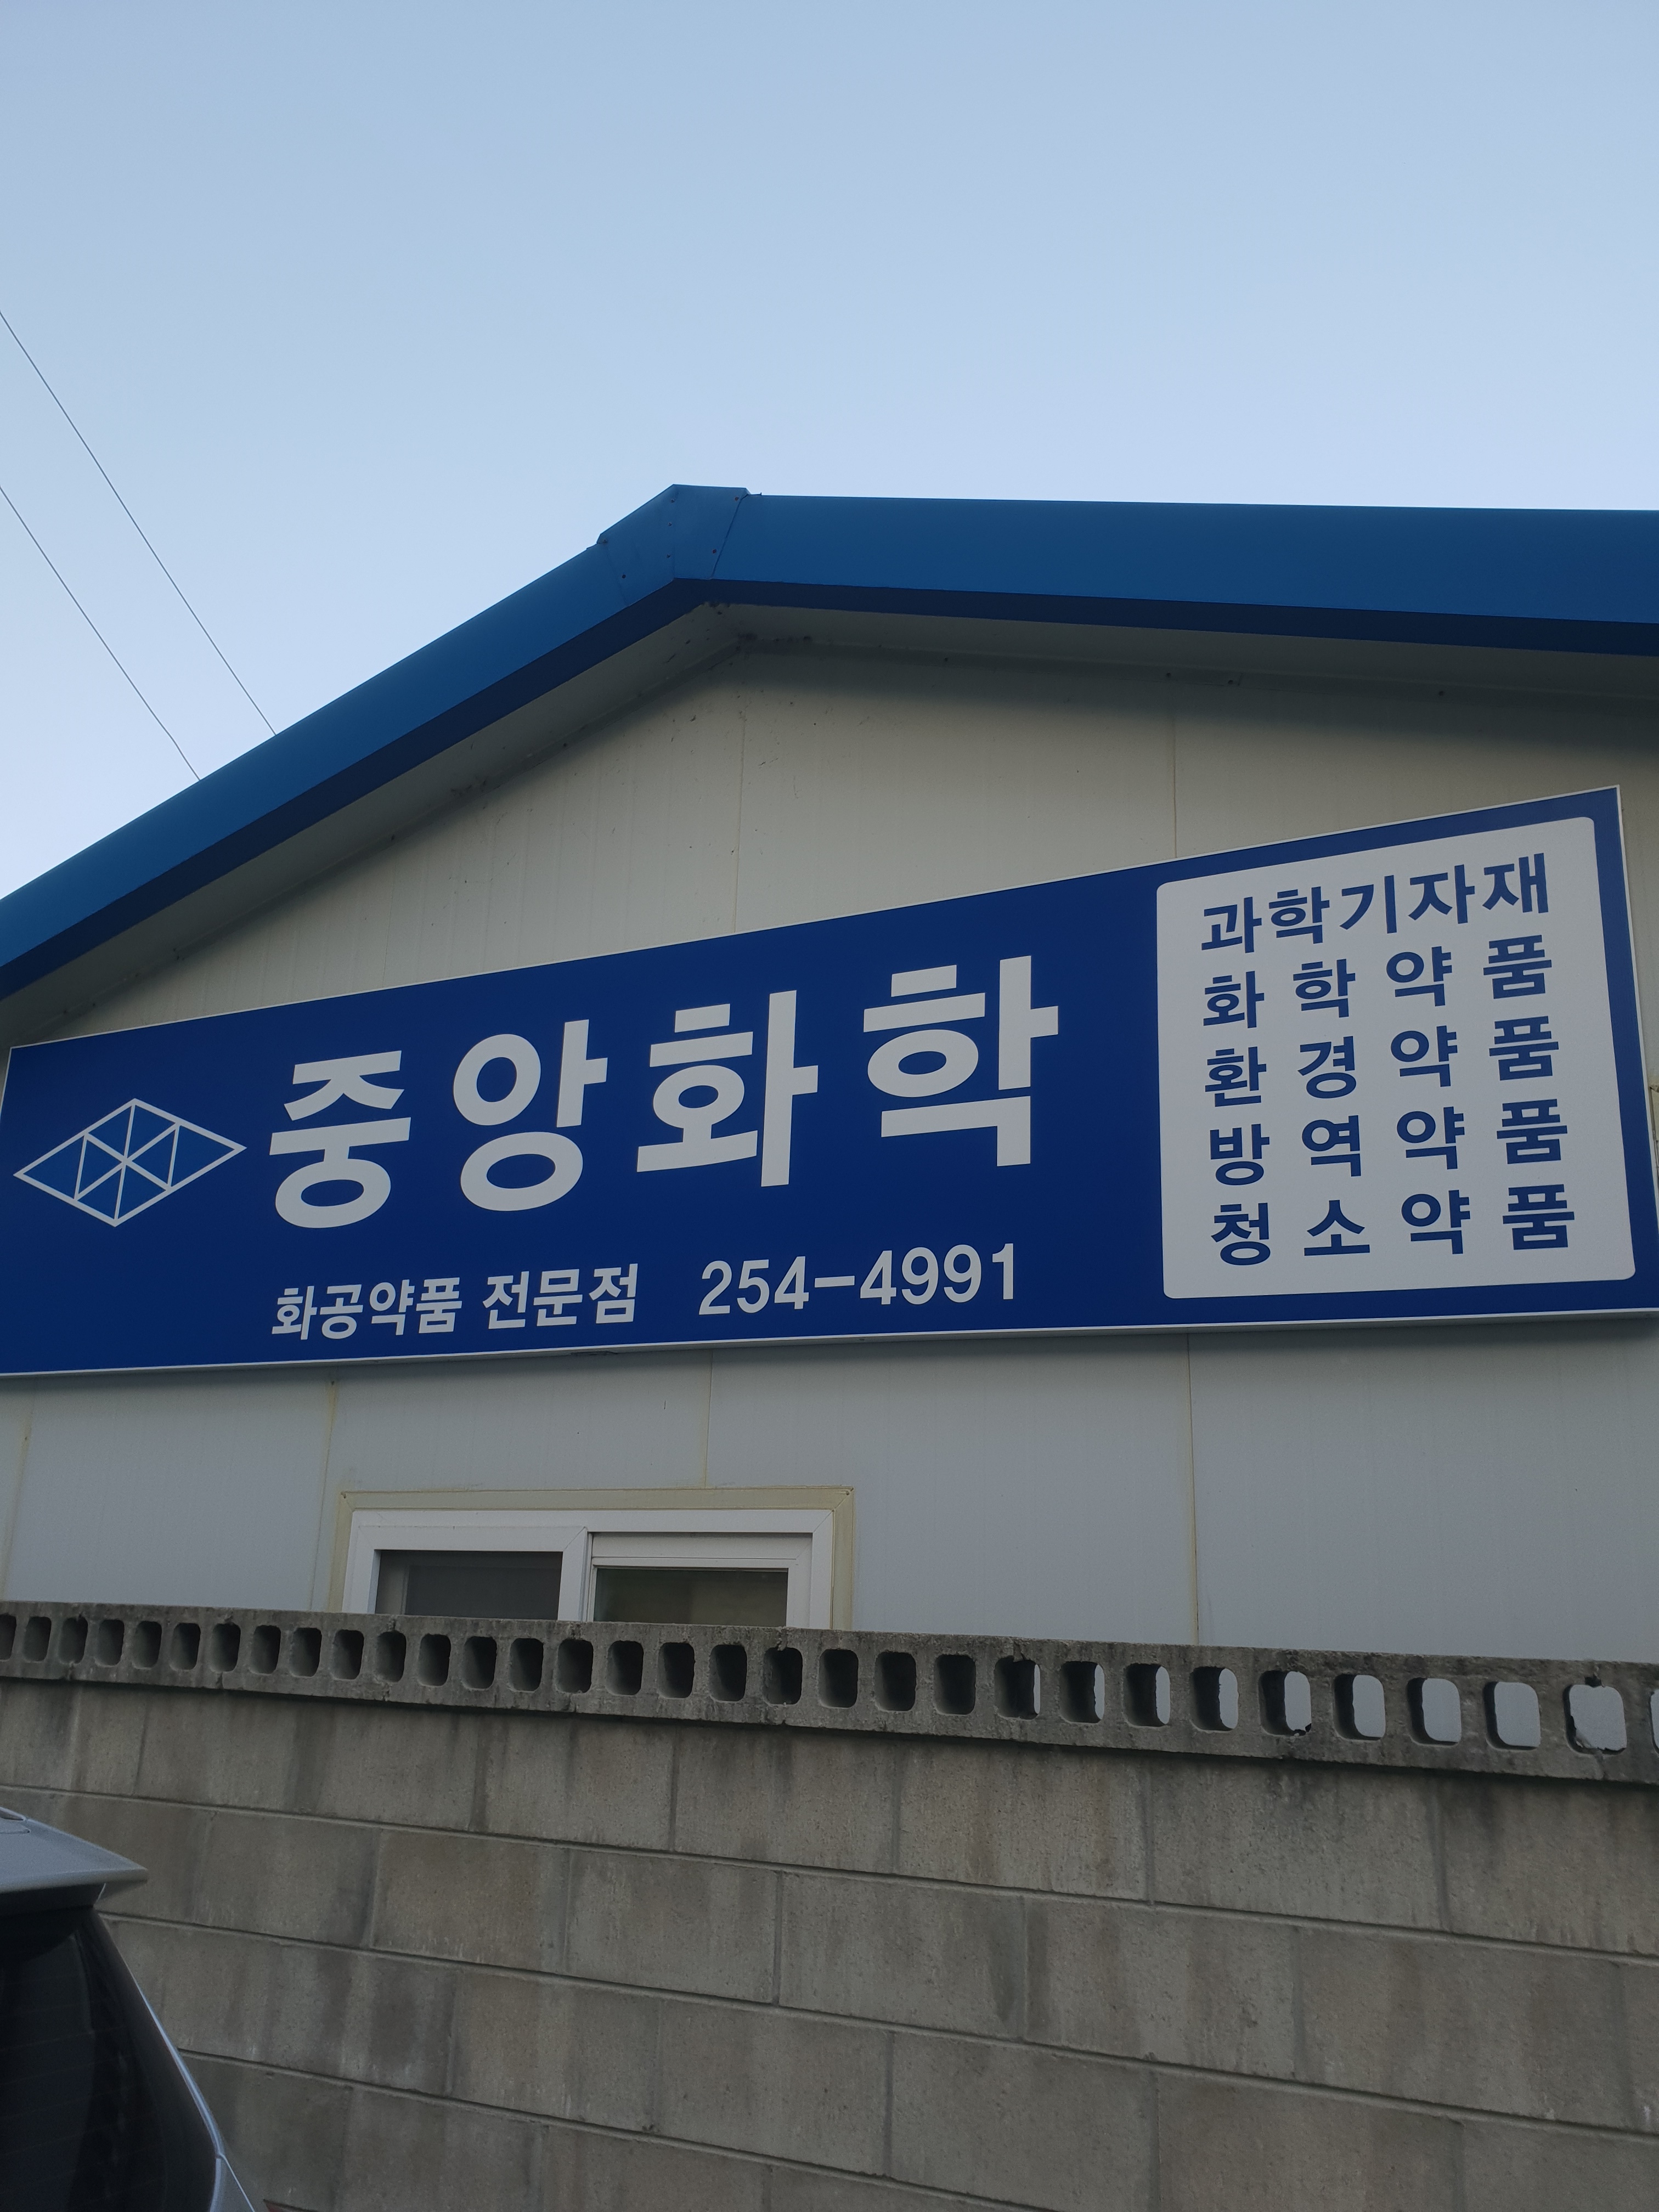 중앙화학
화공약품 전문점 254-4991
과학기자재
화학약품
환경약품
방역약품
청소약품